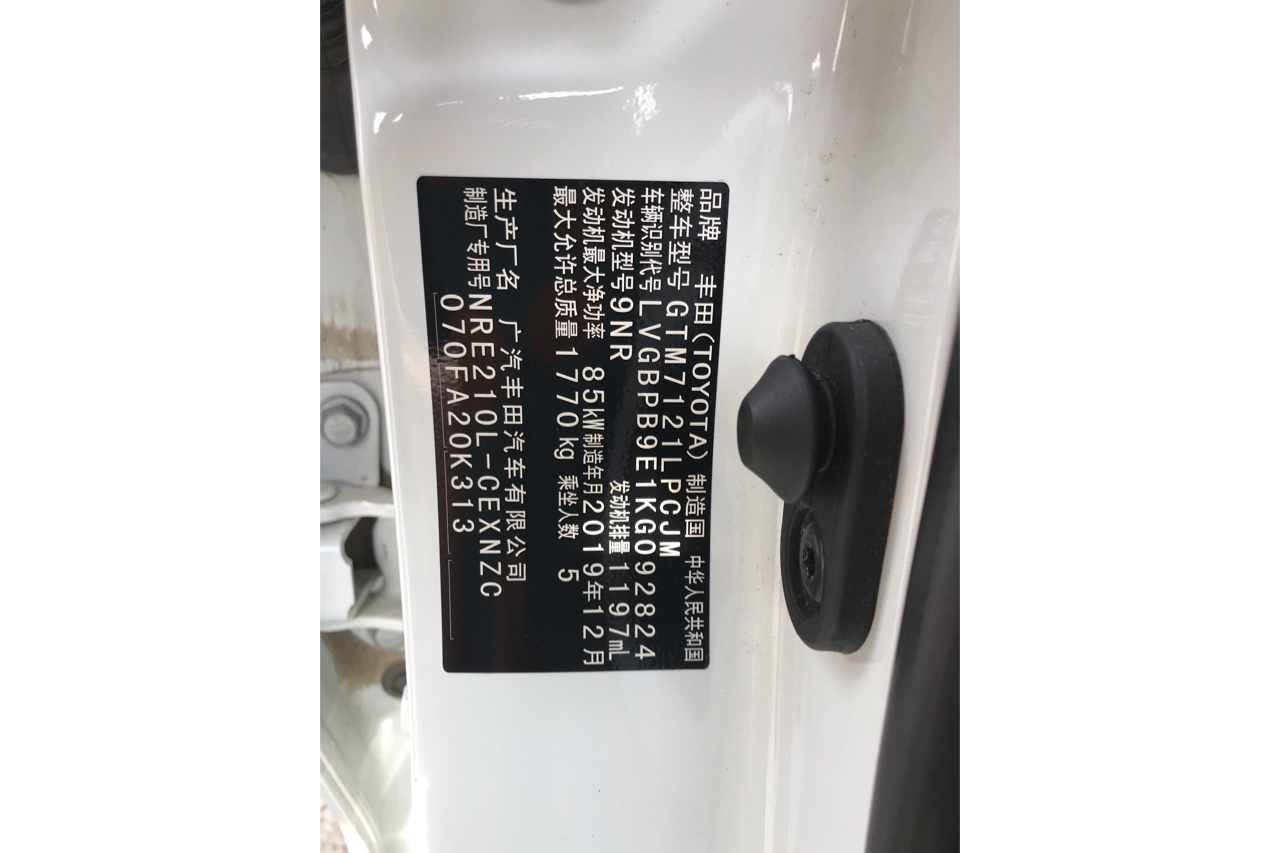 品牌 丰田(TOYOTA) 制造国 中华人民共和国
整车型号 GTM7121LPCJM
车辆识别代号 LVGBPB9E1KG092824
发动机型号 9NR 发动机排量 1197mL
发动机最大净功率 85kW 制造年月 2019年12月
最大允许总质量 1770kg 乘坐人数 5
生产厂名 广汽丰田汽车有限公司
制造厂专用号 NRE210L-CEXNZC
070FA20K313